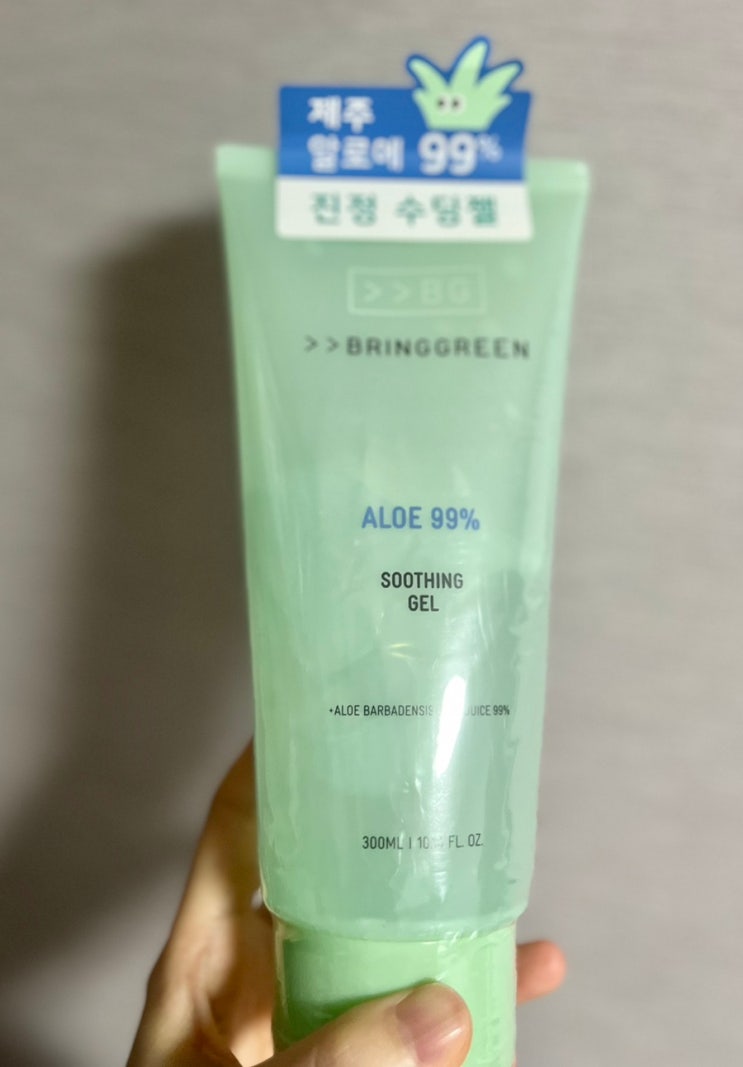 제주
알로에 99%
진정 수딩젤
>>BG
>>BRINGGREEN
ALOE 99%
SOOTHING
GEL
+ALOE BARBADENSIS JUICE 99%
300ML | FL. OZ.